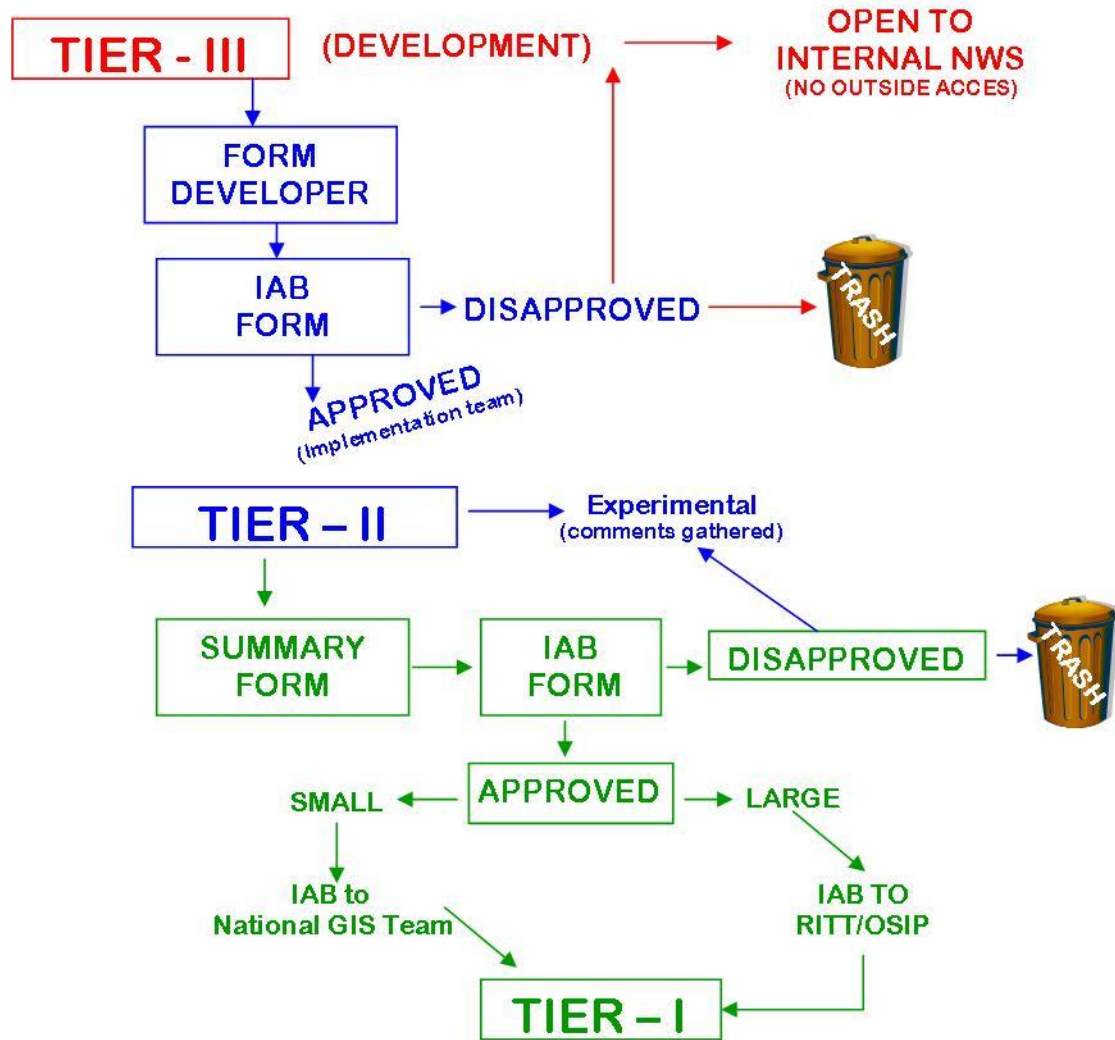 TIER - III
(DEVELOPMENT)
OPEN TO
INTERNAL NWS
(NO OUTSIDE ACCES)
FORM
DEVELOPER
IAB
FORM
DISAPPROVED
TRASH
APPROVED
(Implementation team)
TIER – II
Experimental
(comments gathered)
SUMMARY
FORM
IAB
FORM
DISAPPROVED
TRASH
APPROVED
SMALL
LARGE
IAB to
National GIS Team
IAB TO
RITT/OSIP
TIER – I